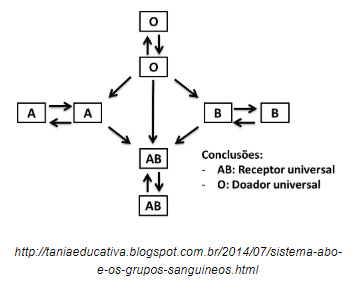 O
O
A A B B
AB
AB
Conclusões:
- AB: Receptor universal
- O: Doador universal
http://taniaeducativa.blogspot.com.br/2014/07/sistema-abo-
e-os-grupos-sanguineos.html